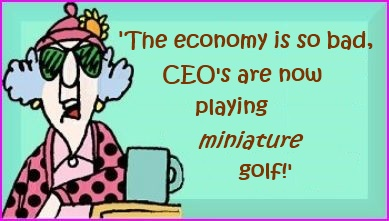 'The economy is so bad,
CEO's are now
playing
miniature
golf!'